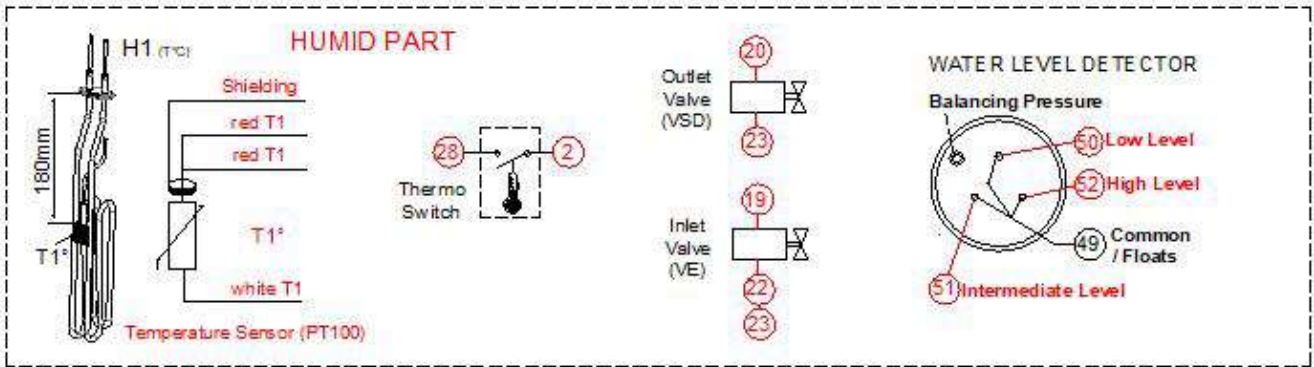 HUMID PART
H1 (T°C)
180mm
T1°
Shielding
red T1
red T1
T1°
white T1
Temperature Sensor (PT100)
28
2
Thermo
Switch
20
Outlet
Valve
(VSD)
23
19
Inlet
Valve
(VE)
22
23
WATER LEVEL DETECTOR
Balancing Pressure
50 Low Level
52 High Level
49 Common
/ Floats
51 Intermediate Level